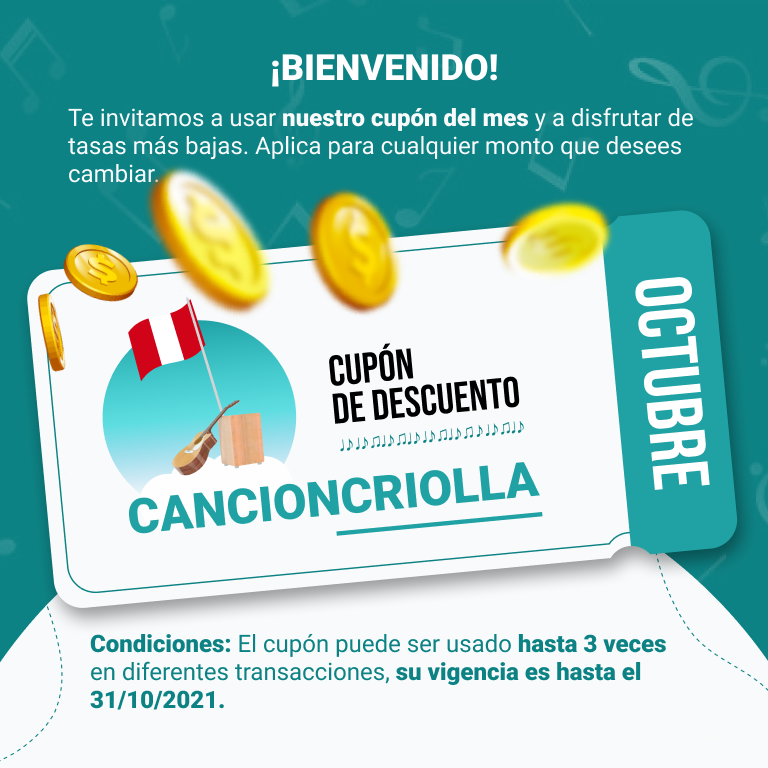 ¡BIENVENIDO!
Te invitamos a usar nuestro cupón del mes y a disfrutar de
tasas más bajas. Aplica para cualquier monto que desees
cambiar.
CUPÓN
DE DESCUENTO
CANCIONCRIOLLA
OCTUBRE
Condiciones: El cupón puede ser usado hasta 3 veces
en diferentes transacciones, su vigencia es hasta el
31/10/2021.